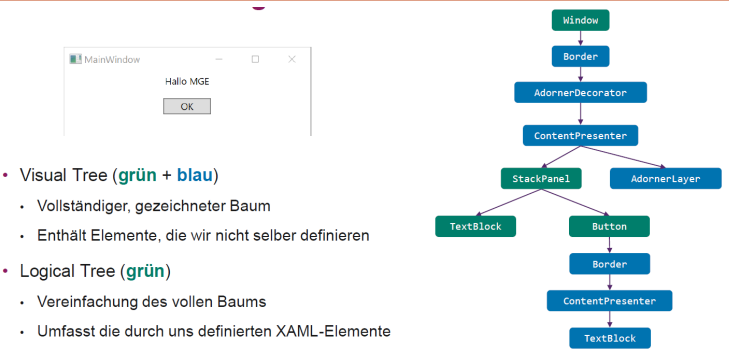 MainWindow
Hallo MGE
OK
• Visual Tree (grün + blau)
• Vollständiger, gezeichneter Baum
• Enthält Elemente, die wir nicht selber definieren
• Logical Tree (grün)
• Vereinfachung des vollen Baums
• Umfasst die durch uns definierten XAML-Elemente
Window
Border
AdornerDecorator
ContentPresenter
StackPanel
AdornerLayer
TextBlock
Button
Border
ContentPresenter
TextBlock